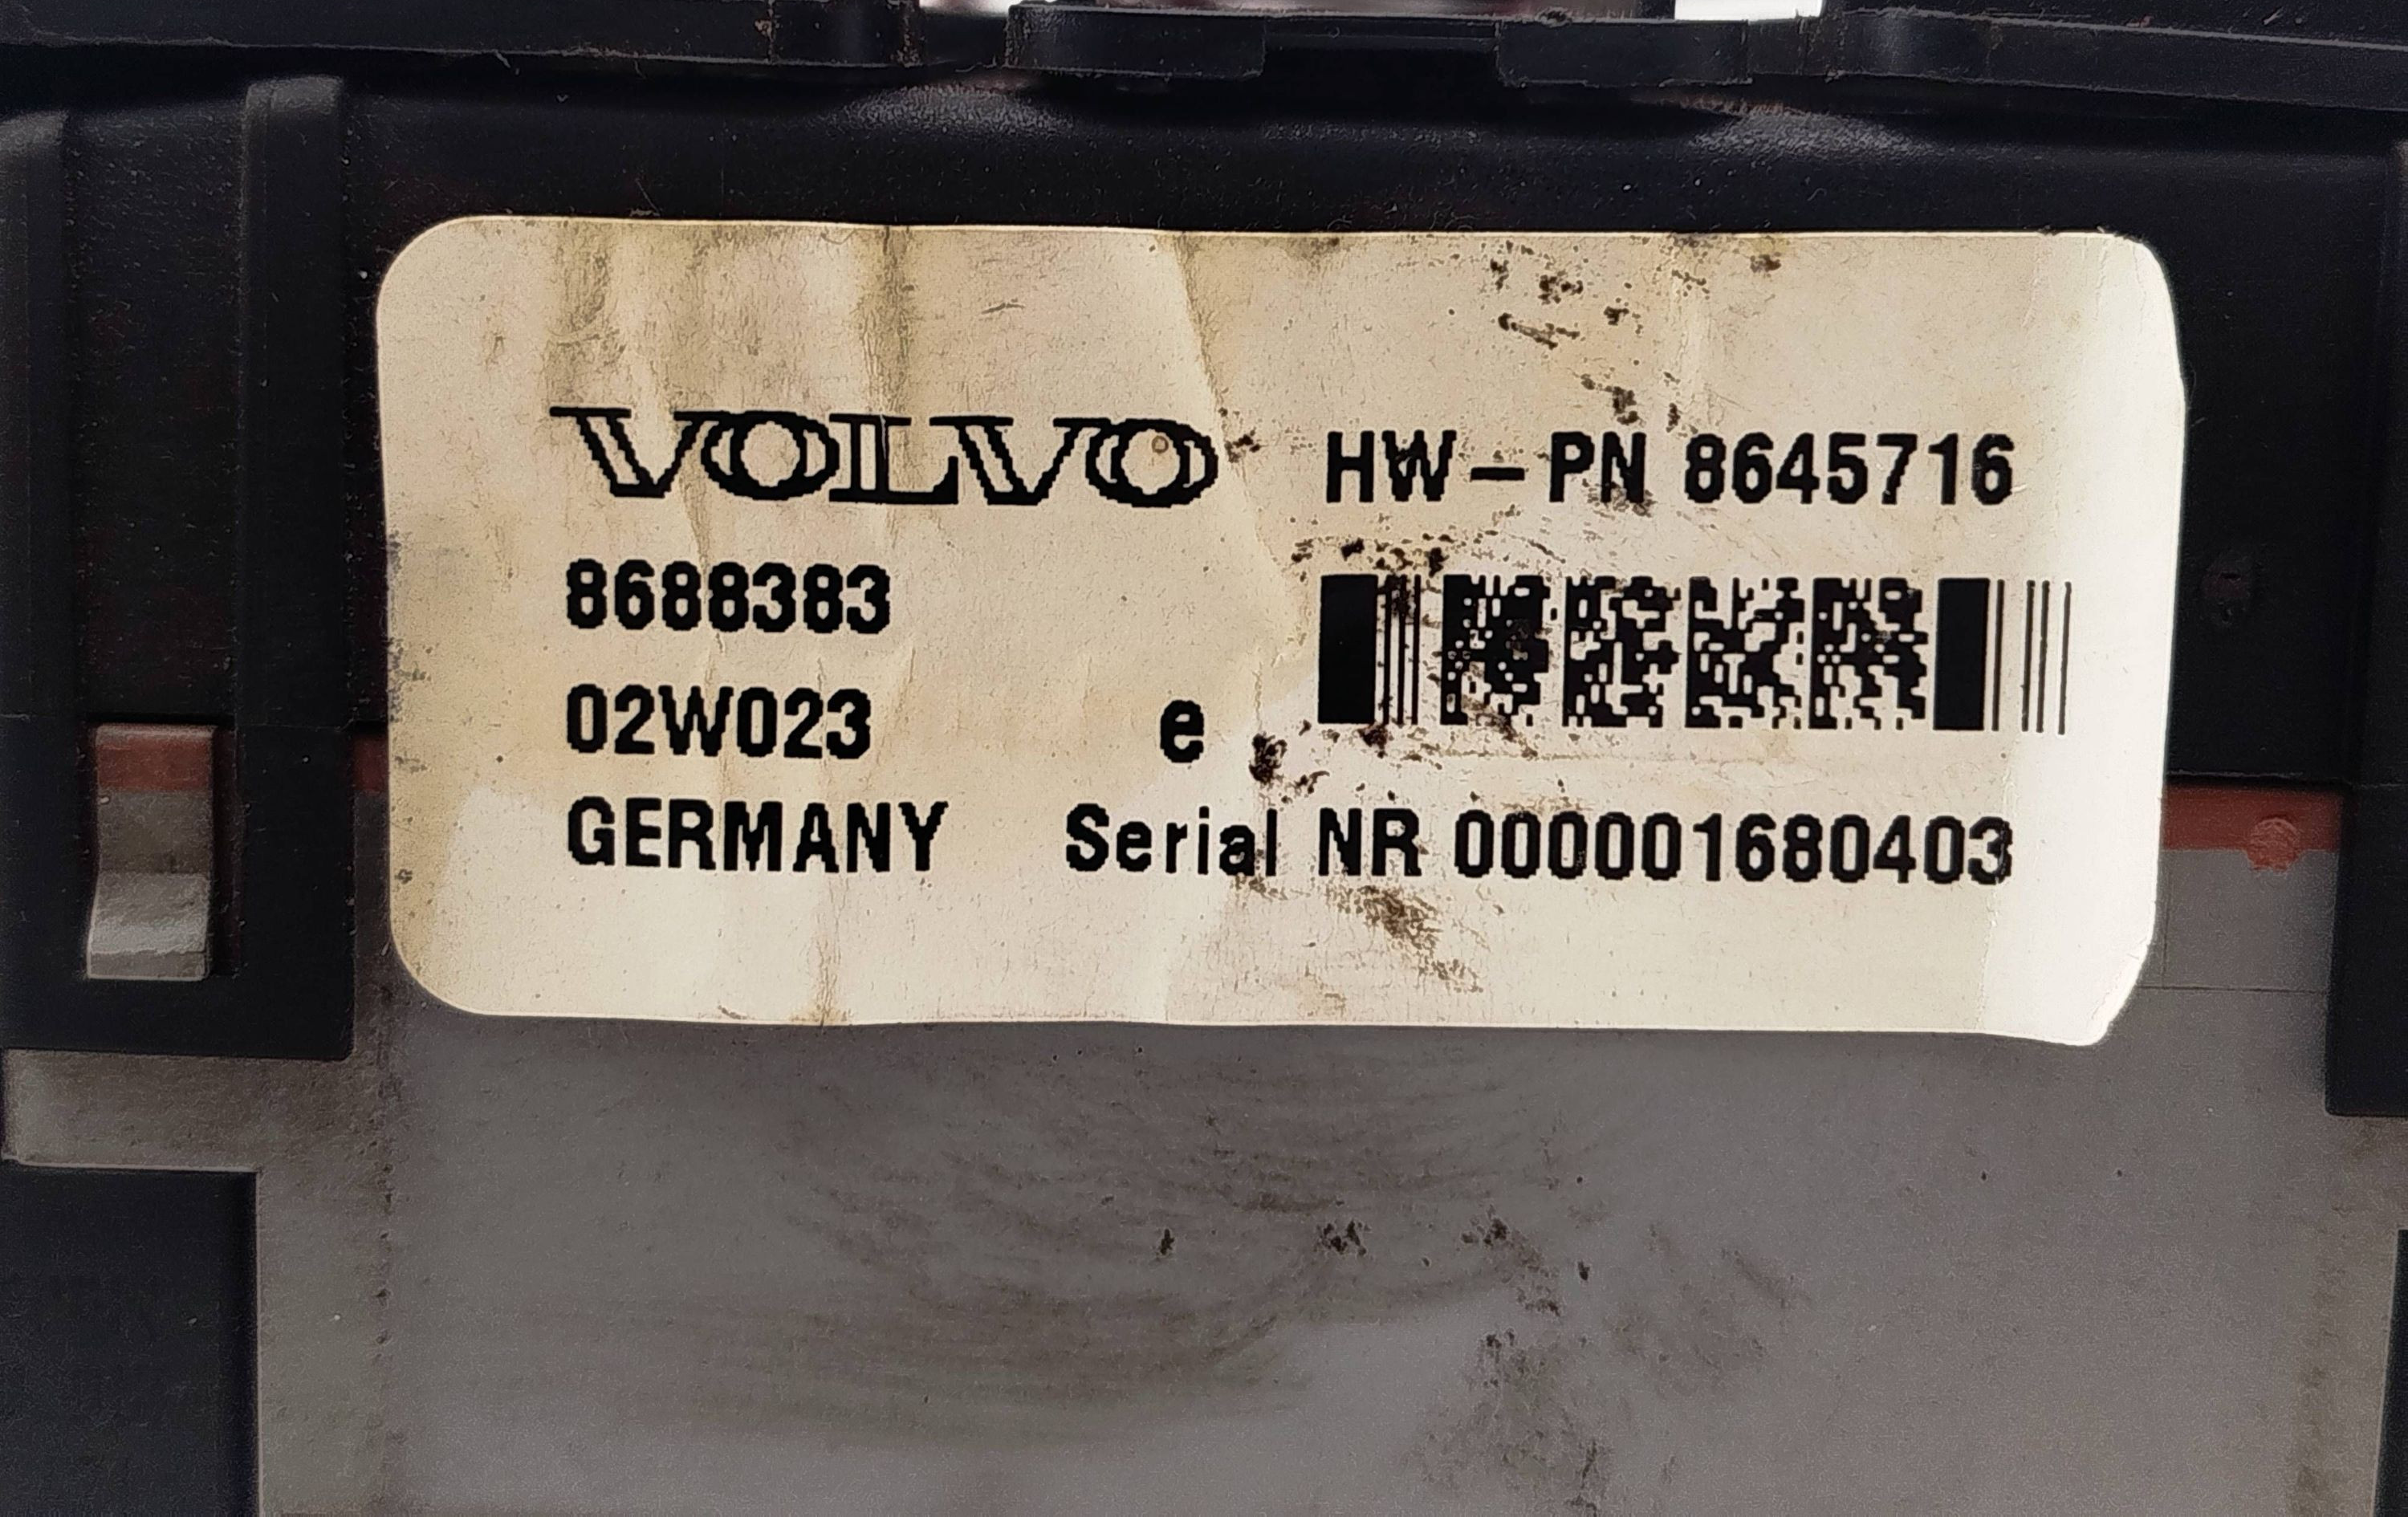 VOLVO HW-PN 8645716
8688383
02W023 e
GERMANY Serial NR 000001680403